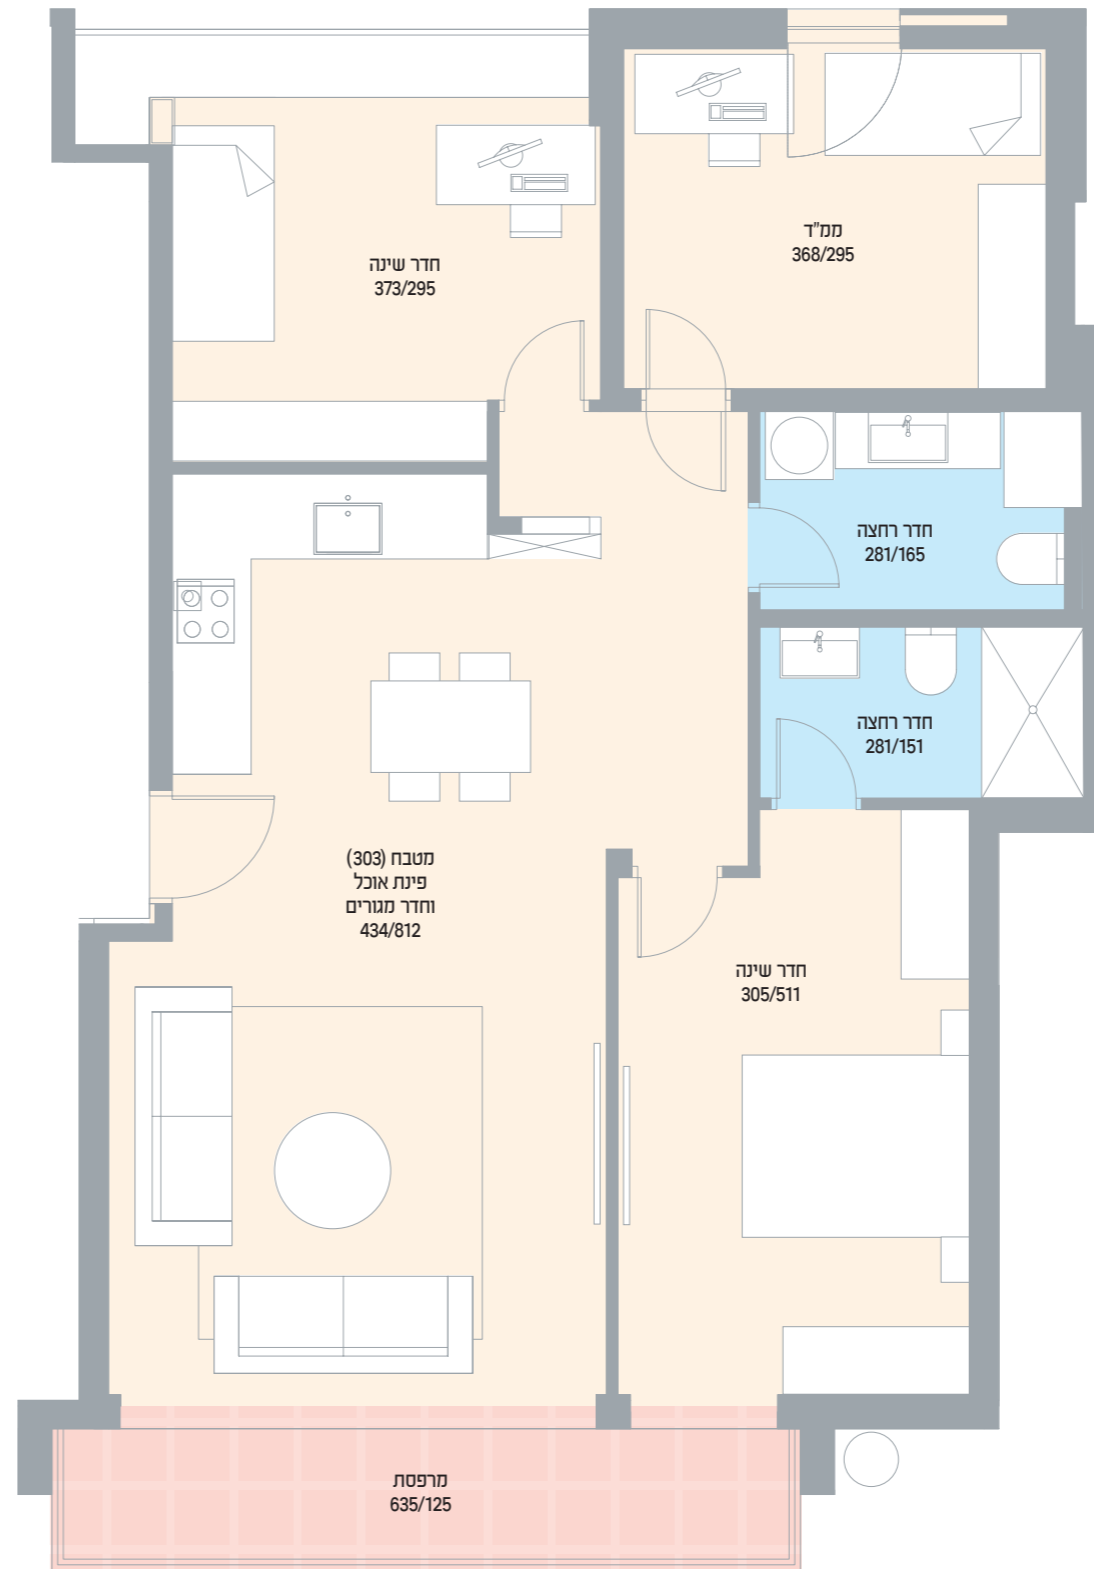 ממ"ד
368/295
חדר שינה
373/295
חדר רחצה
281/165
חדר רחצה
281/151
מטבח (303)
פינת אוכל
וחדר מגורים
434/812
חדר שינה
305/511
מרפסת
635/125